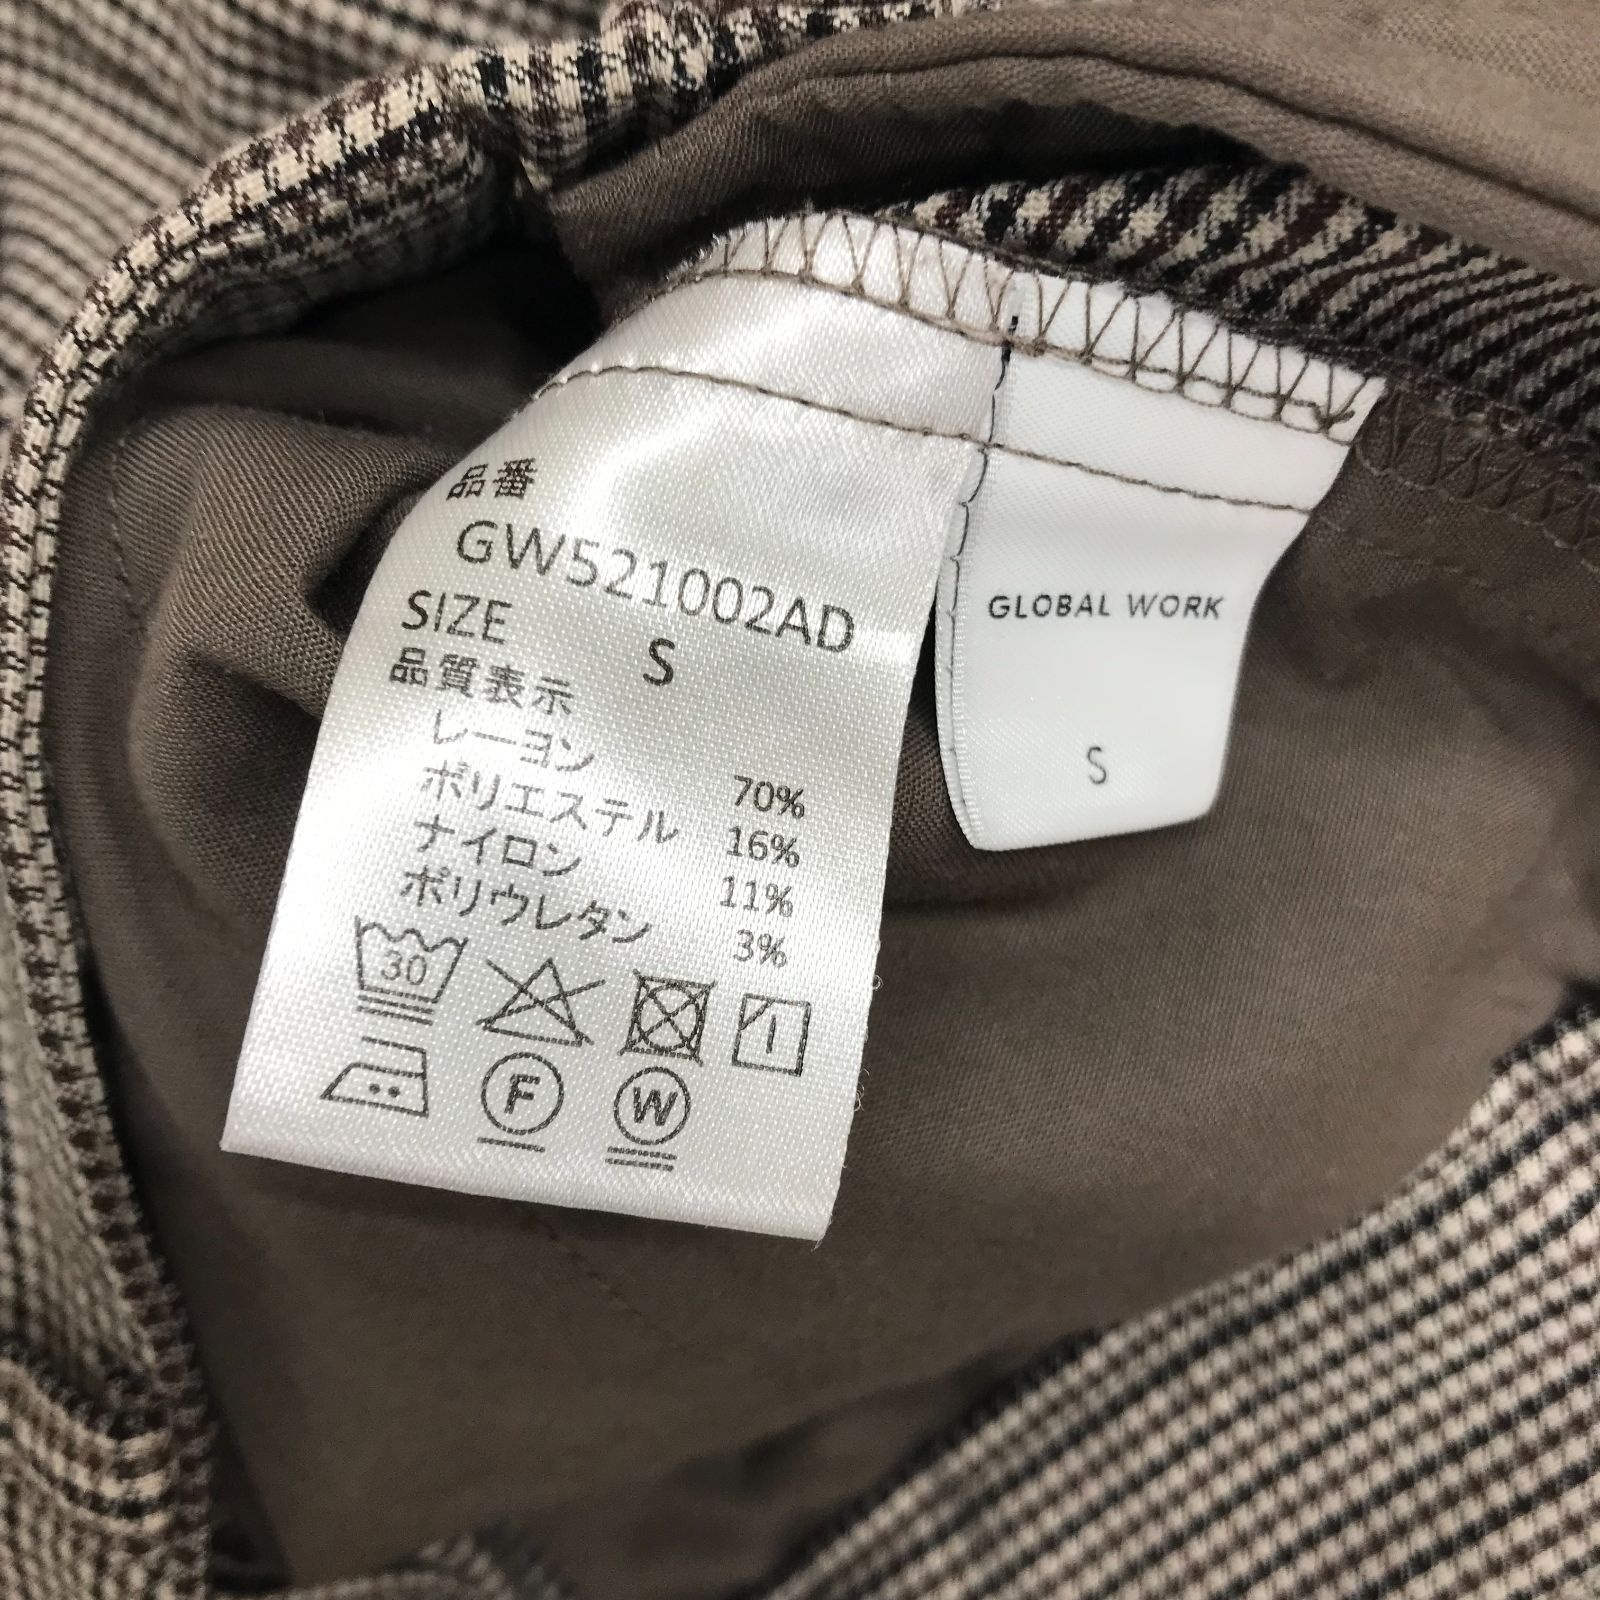 品番
GW521002AD
SIZE S
品質表示
レーヨン 70%
ポリエステル 16%
ナイロン 11%
ポリウレタン 3%
30
F
W
GLOBAL WORK
S